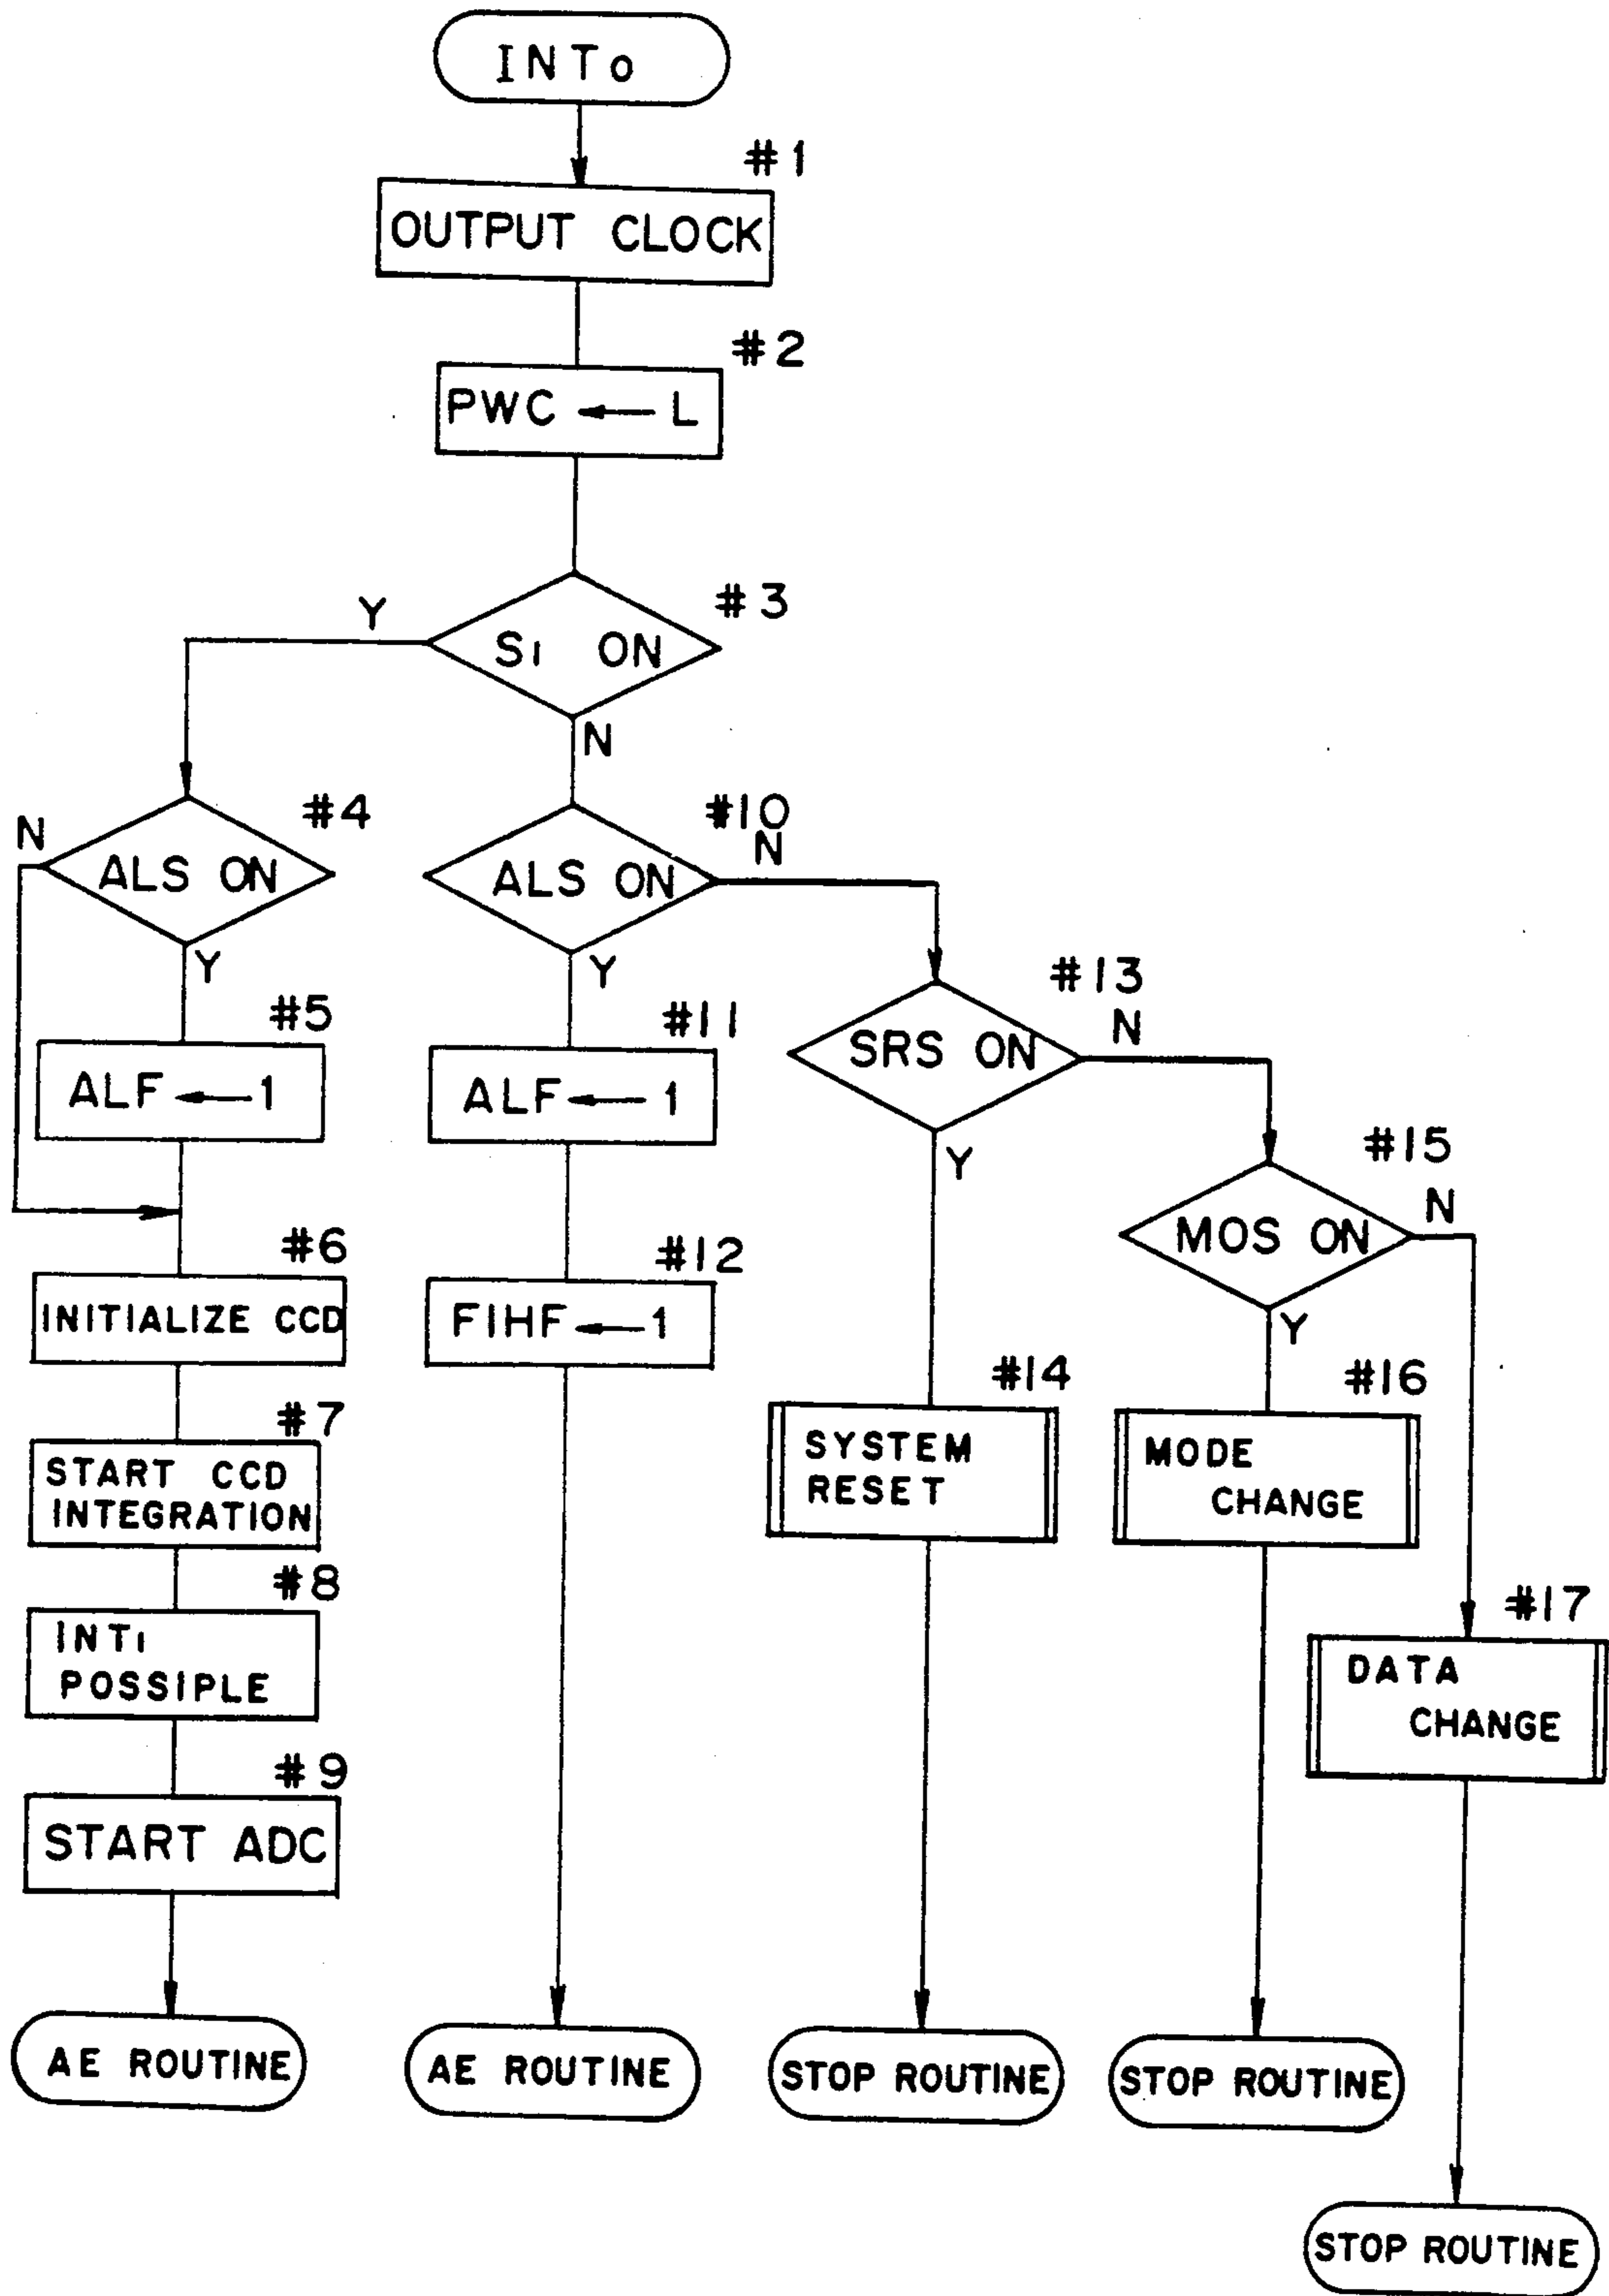 INTo
#1
OUTPUT CLOCK
#2
PWC ← L
#3
Y
S1 ON
N
#4
N
ALS ON
Y
#10
N
ALS ON
Y
#5
ALF ← 1
#11
ALF ← 1
#13
N
SRS ON
Y
#15
N
MOS ON
Y
#6
INITIALIZE CCD
#12
FIHF ← 1
#7
START CCD
INTEGRATION
#14
SYSTEM
RESET
#16
MODE
CHANGE
#8
INT1
POSSIPLE
#17
DATA
CHANGE
#9
START ADC
AE ROUTINE
AE ROUTINE
STOP ROUTINE
STOP ROUTINE
STOP ROUTINE